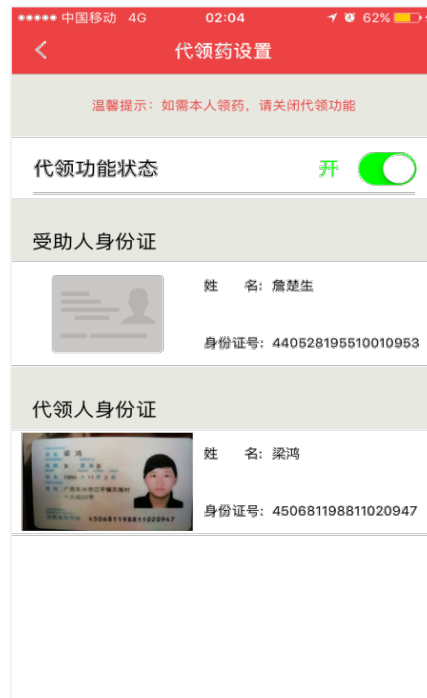 中国移动 4G 02:04 62%
代领药设置
温馨提示：如需本人领药，请关闭代领功能
代领功能状态 开
受助人身份证
姓 名: 詹楚生
身份证号: 440528195510010953
代领人身份证
梁 鸿
450681198811020947
姓 名: 梁鸿
身份证号: 450681198811020947